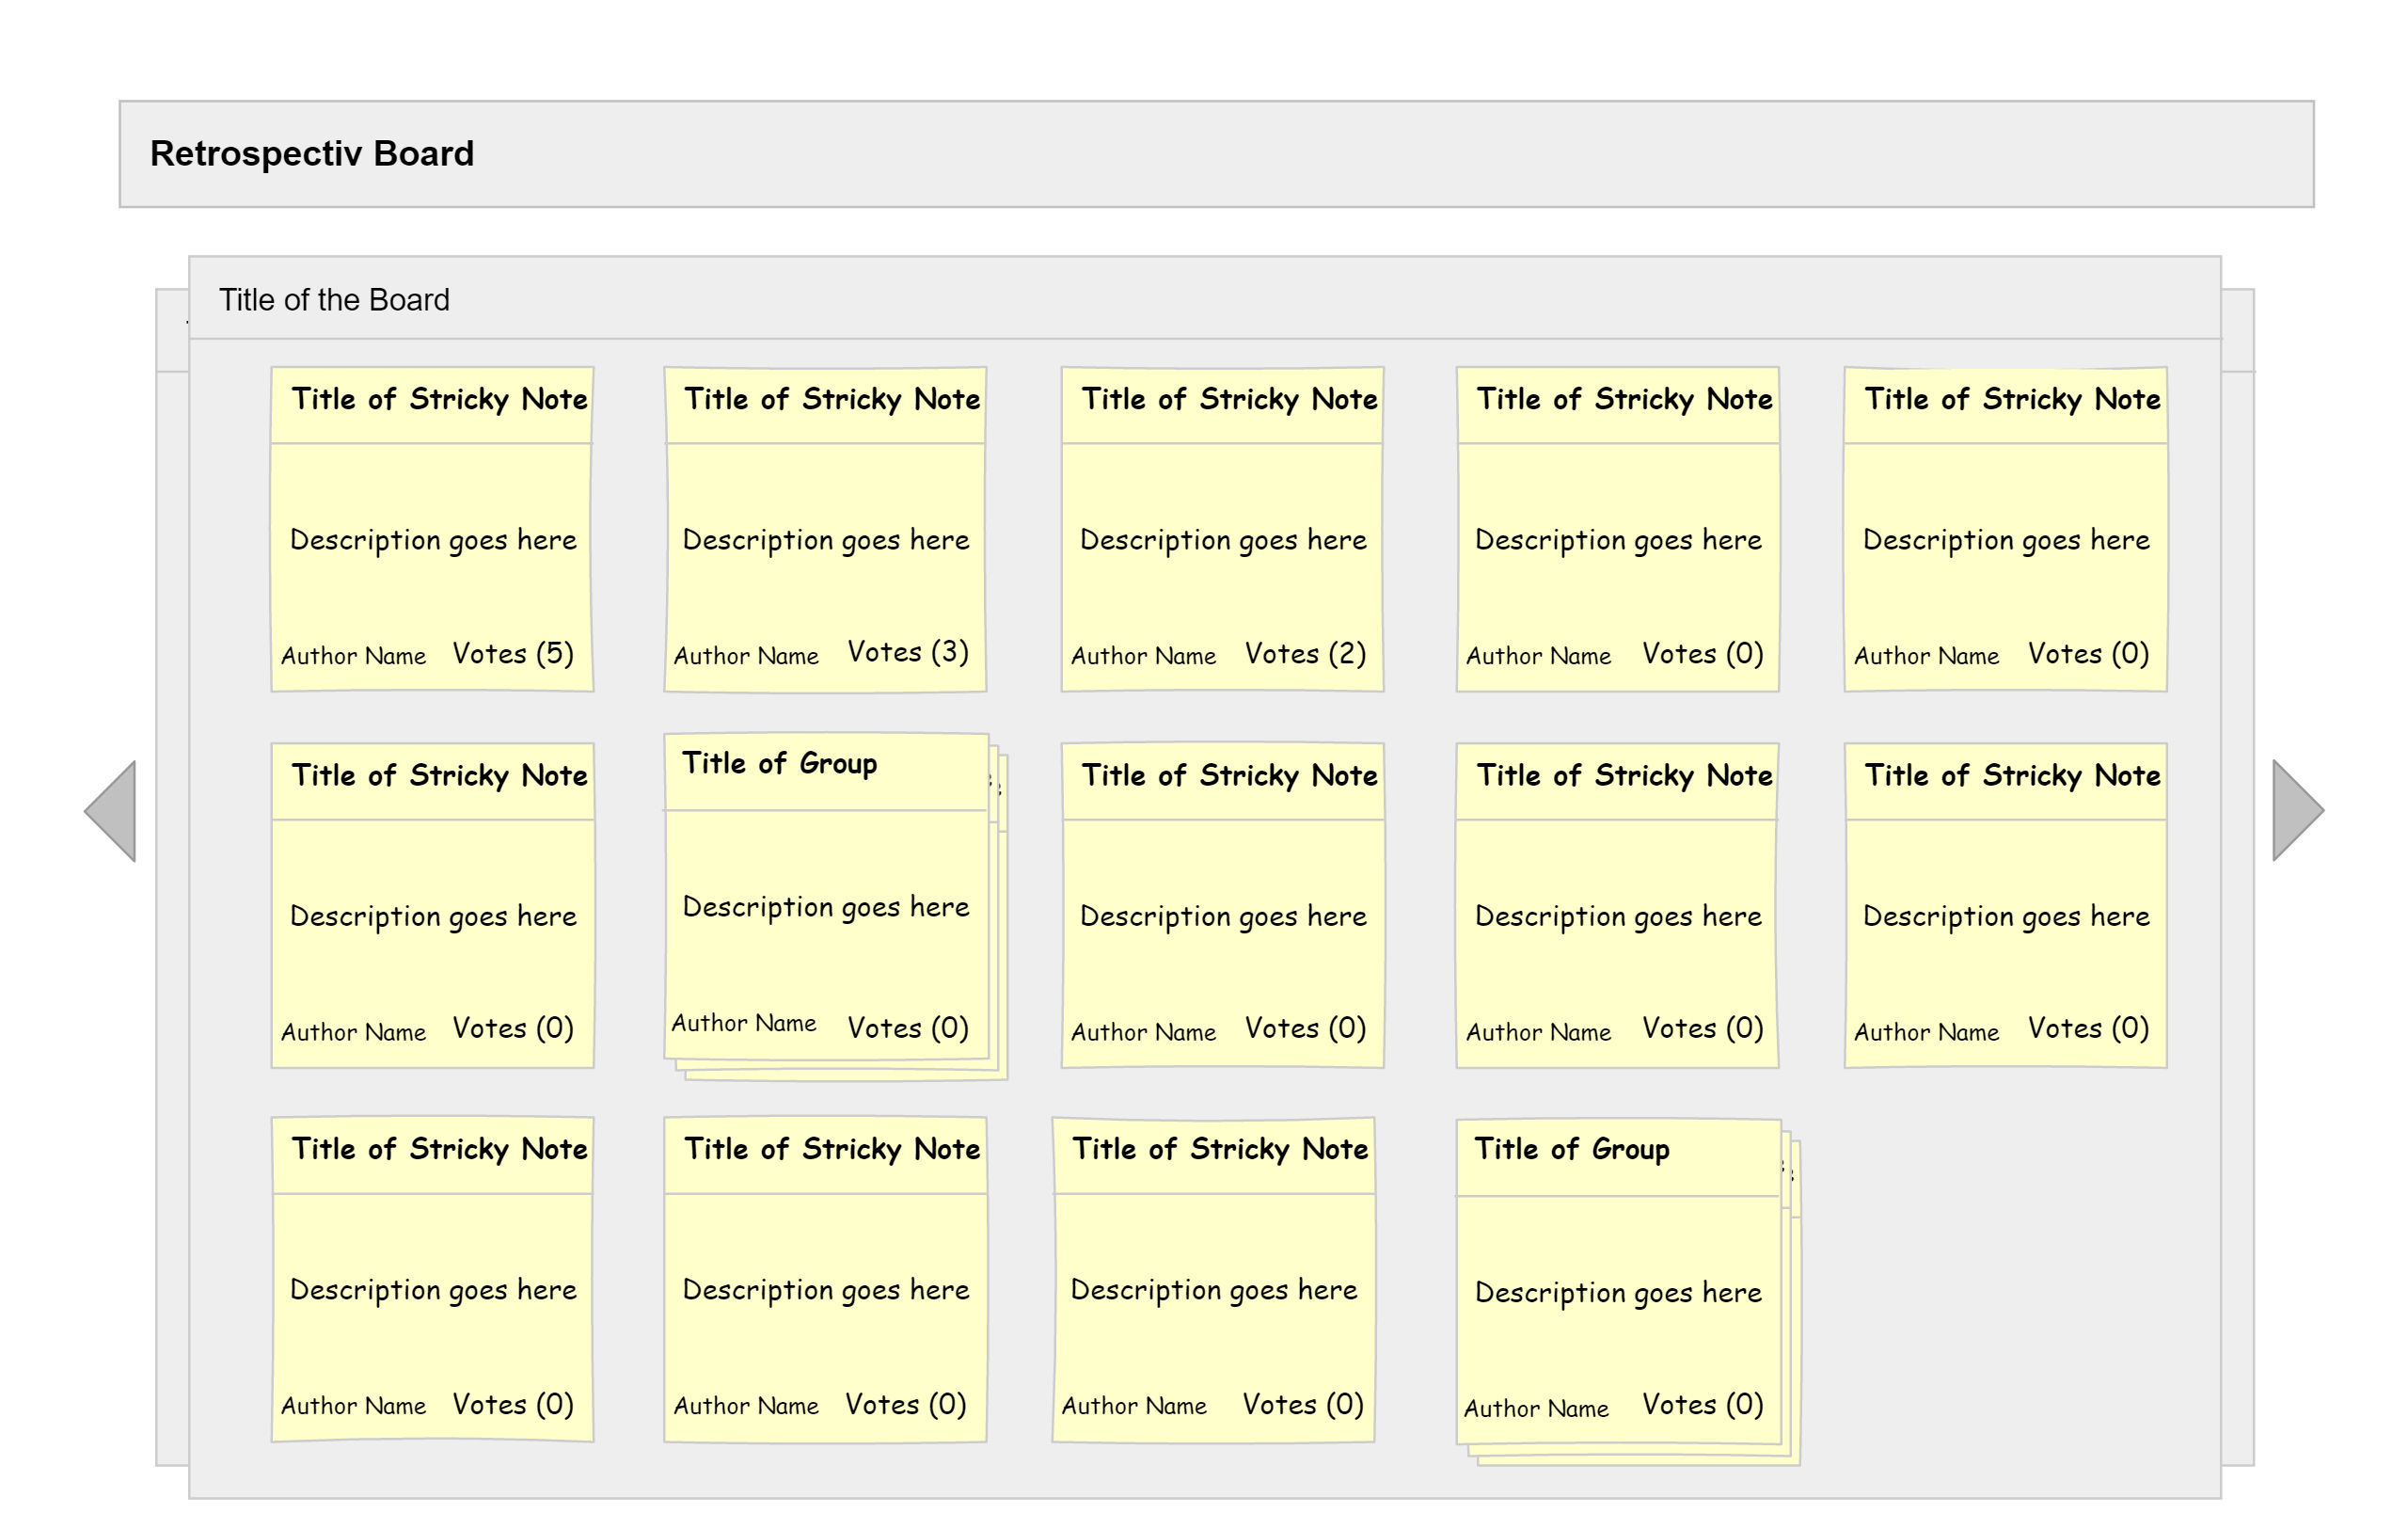 Retrospectiv Board
Title of the Board
Title of Stricky Note
Title of Stricky Note
Title of Stricky Note
Title of Stricky Note
Title of Stricky Note
Description goes here
Description goes here
Description goes here
Description goes here
Description goes here
Author Name Votes (5)
Author Name Votes (3)
Author Name Votes (2)
Author Name Votes (0)
Author Name Votes (0)
Title of Stricky Note
Title of Group
Title of Stricky Note
Title of Stricky Note
Title of Stricky Note
Description goes here
Description goes here
Description goes here
Description goes here
Description goes here
Author Name Votes (0)
Author Name Votes (0)
Author Name Votes (0)
Author Name Votes (0)
Author Name Votes (0)
Title of Stricky Note
Title of Stricky Note
Title of Stricky Note
Title of Group
Description goes here
Description goes here
Description goes here
Description goes here
Author Name Votes (0)
Author Name Votes (0)
Author Name Votes (0)
Author Name Votes (0)